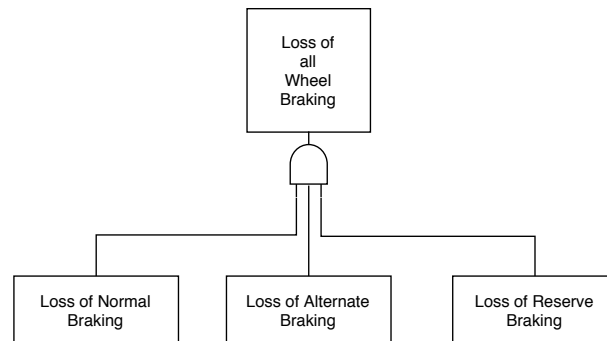 Loss of
all
Wheel
Braking
Loss of Normal
Braking
Loss of Alternate
Braking
Loss of Reserve
Braking